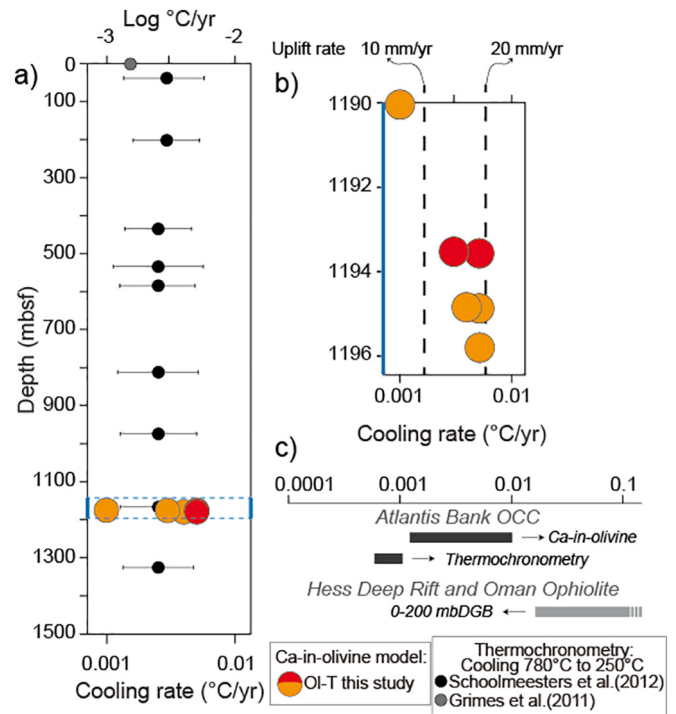 Log °C/yr
-3
-2
a)
0
100
300
500
700
900
1100
1300
1500
Depth (mbsf)
0.001
0.01
Cooling rate (°C/yr)
Uplift rate
10 mm/yr
20 mm/yr
b)
1190
1192
1194
1196
0.001
0.01
Cooling rate (°C/yr)
c)
0.0001
0.001
0.01
0.1
Atlantis Bank OCC
Ca-in-olivine
Thermochronometry
Hess Deep Rift and Oman Ophiolite
0-200 mbDGB
Ca-in-olivine model:
Ol-T this study
Thermochronometry:
Cooling 780°C to 250°C
Schoolmeesters et al.(2012)
Grimes et al.(2011)